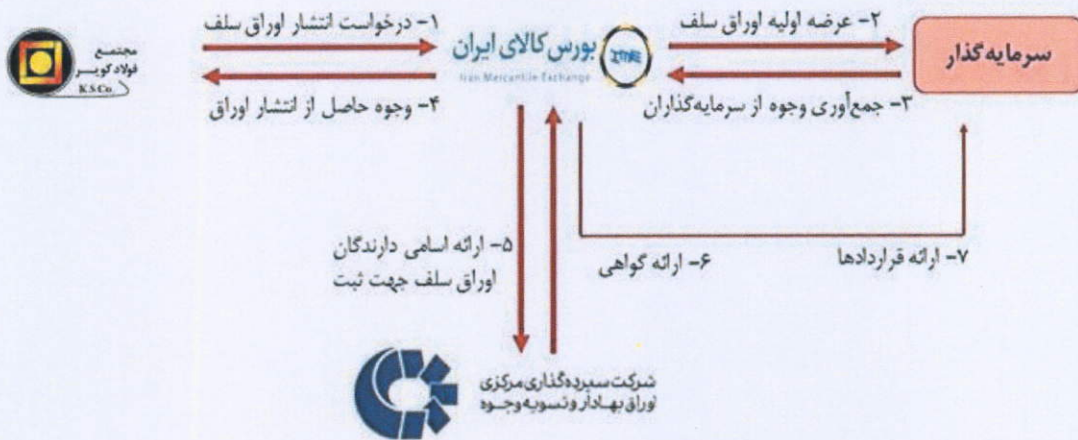 ۱- درخواست انتشار اوراق سلف
۲- عرضه اولیه اوراق سلف
مجتمع
فولاد کویر
K.S.Co.
بورس کالای ایران
IME
Iran Mercantile Exchange
سرمایه‌گذار
۴- وجوه حاصل از انتشار اوراق
۳- جمع‌آوری وجوه از سرمایه‌گذاران
۵- ارائه اسامی دارندگان
اوراق سلف جهت ثبت
۶- ارائه گواهی
۷- ارائه قراردادها
شرکت سپرده‌گذاری مرکزی
اوراق بهادار و تسویه وجوه